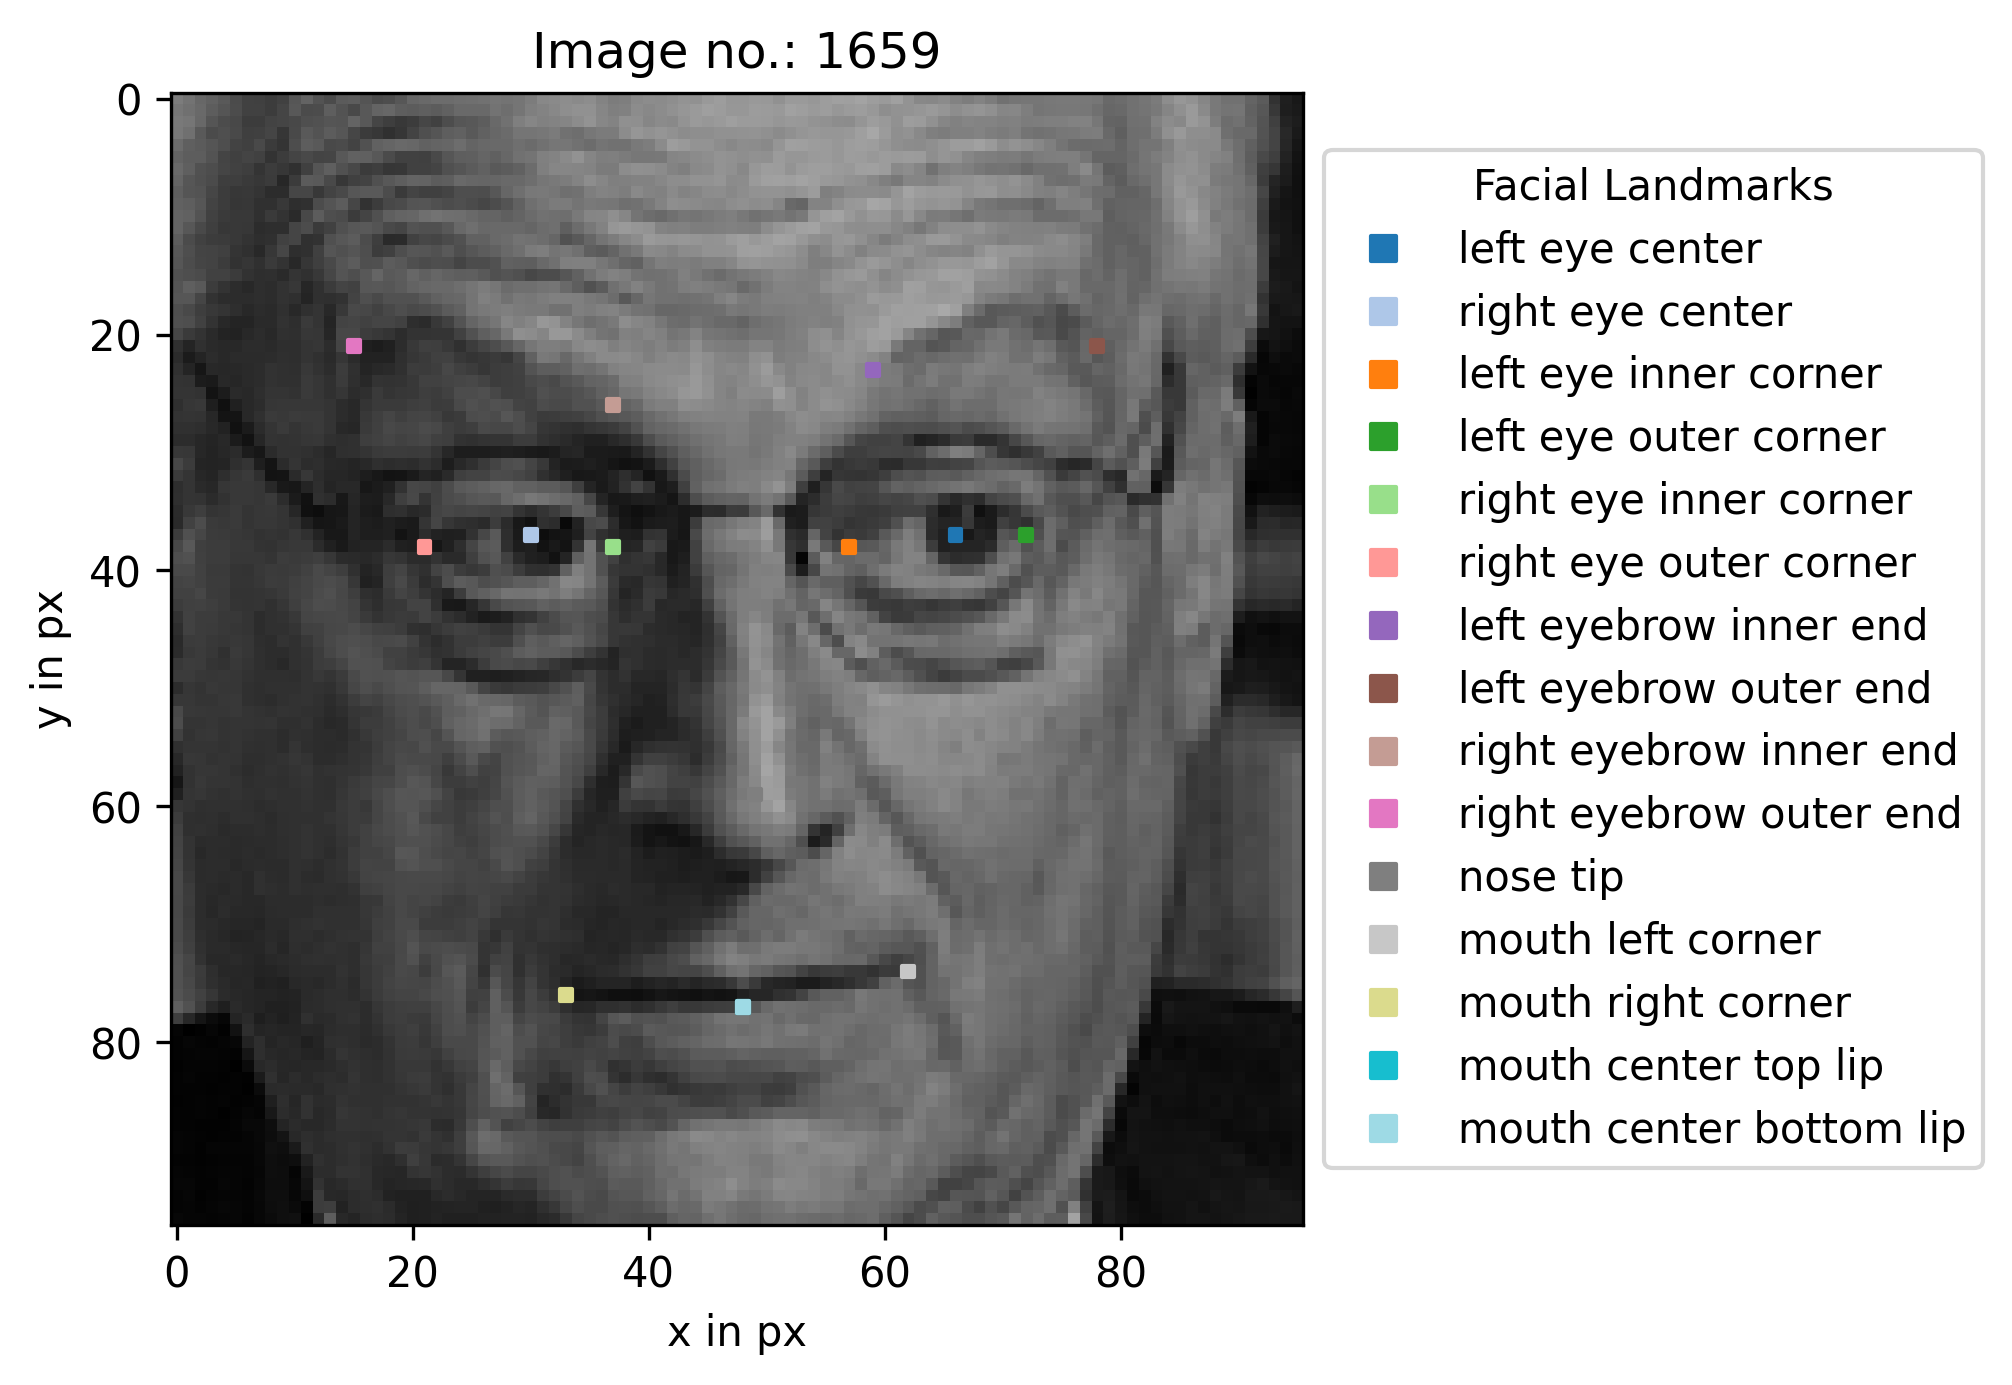 Image no.: 1659
0
20
40
60
80
y in px
0 20 40 60 80
x in px
Facial Landmarks
left eye center
right eye center
left eye inner corner
left eye outer corner
right eye inner corner
right eye outer corner
left eyebrow inner end
left eyebrow outer end
right eyebrow inner end
right eyebrow outer end
nose tip
mouth left corner
mouth right corner
mouth center top lip
mouth center bottom lip